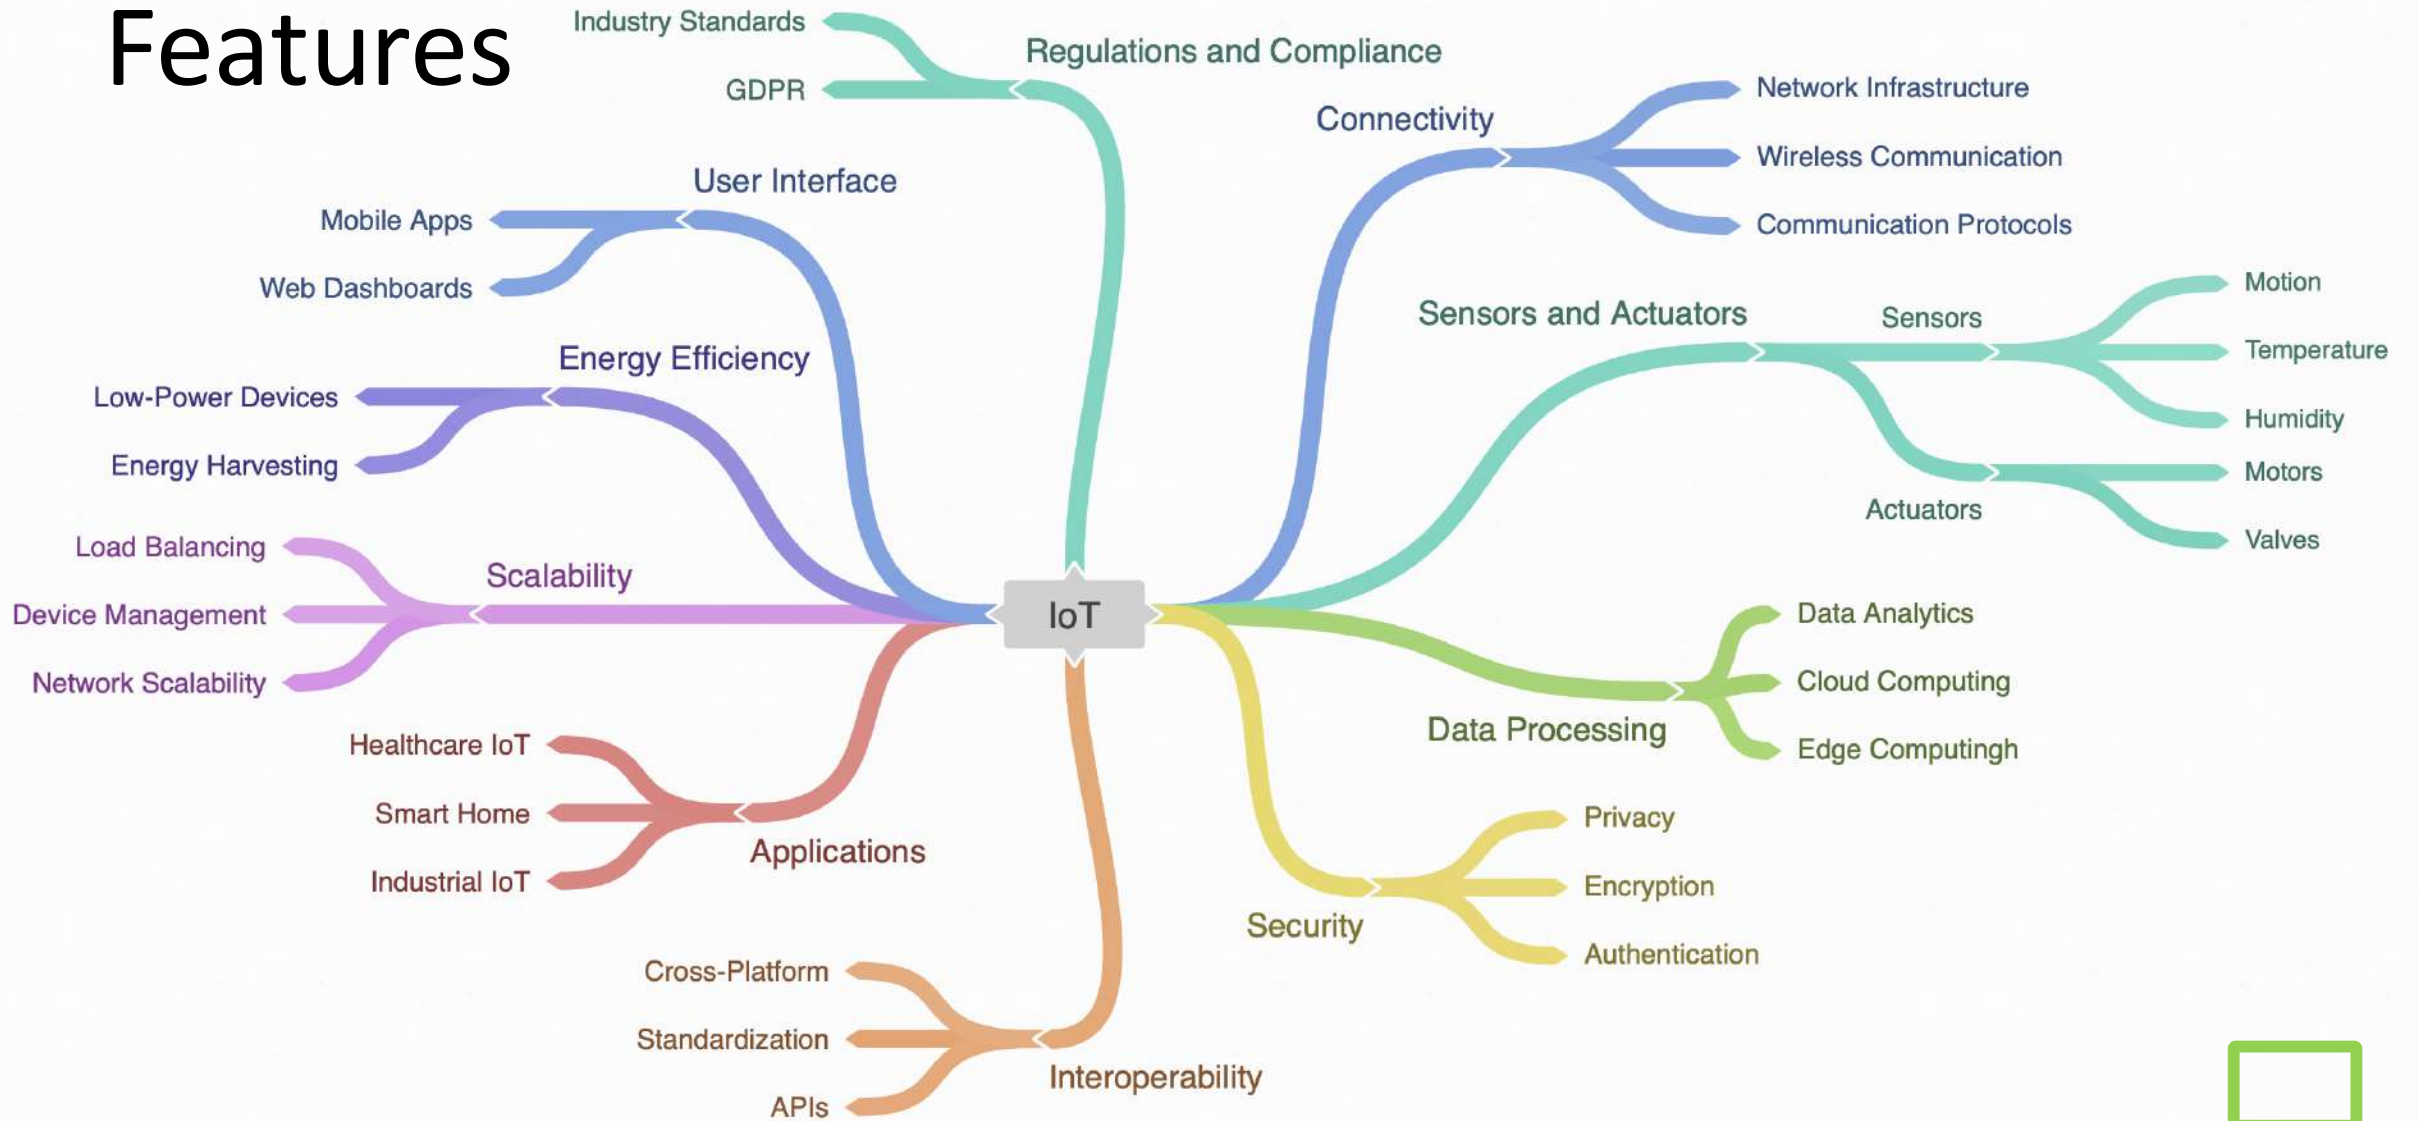 Features
Industry Standards
GDPR
Regulations and Compliance
User Interface
Mobile Apps
Web Dashboards
Energy Efficiency
Low-Power Devices
Energy Harvesting
Scalability
Load Balancing
Device Management
Network Scalability
Healthcare IoT
Smart Home
Industrial IoT
Applications
Cross-Platform
Standardization
APIs
Interoperability
IoT
Connectivity
Network Infrastructure
Wireless Communication
Communication Protocols
Sensors and Actuators
Sensors
Motion
Temperature
Humidity
Actuators
Motors
Valves
Data Processing
Data Analytics
Cloud Computing
Edge Computingh
Security
Privacy
Encryption
Authentication